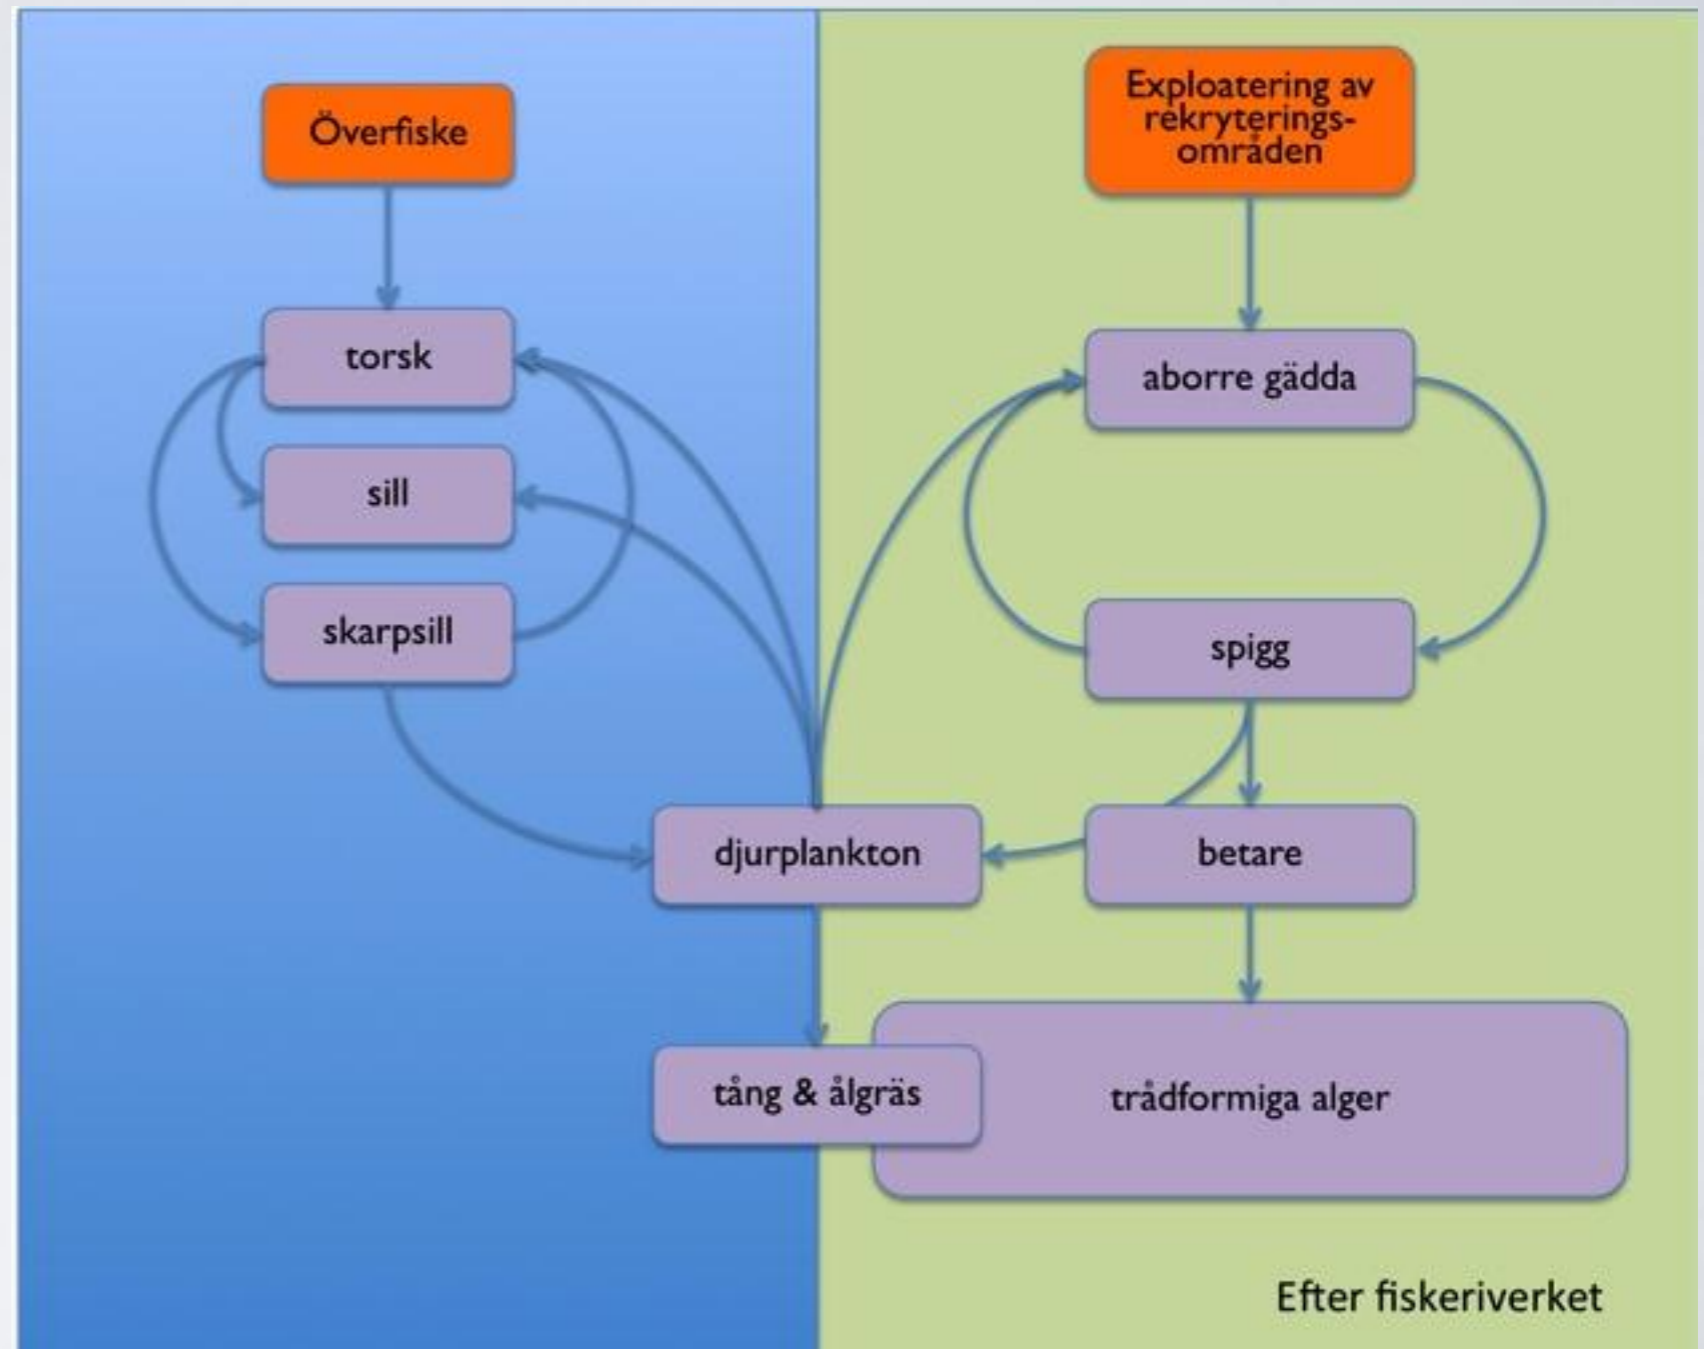 Överfiske
torsk
sill
skarpsill
Exploatering av
rekryterings-
områden
aborre gädda
spigg
djurplankton
betare
tång & ålgräs
trådformiga alger
Efter fiskeriverket